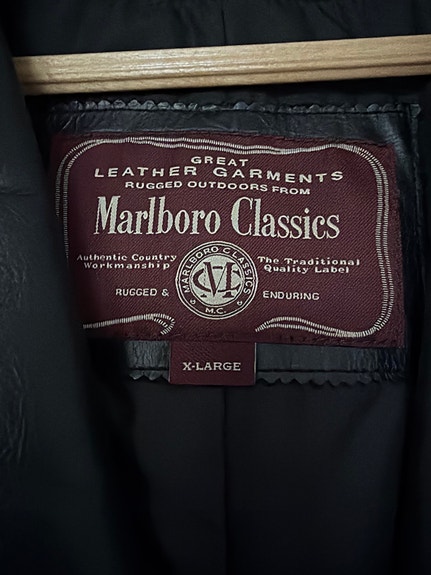 GREAT
LEATHER GARMENTS
RUGGED OUTDOORS FROM
Marlboro Classics
Authentic Country
Workmanship
MARLBORO CLASSICS
MC
M.C.
The Traditional
Quality Label
RUGGED &
ENDURING
X-LARGE